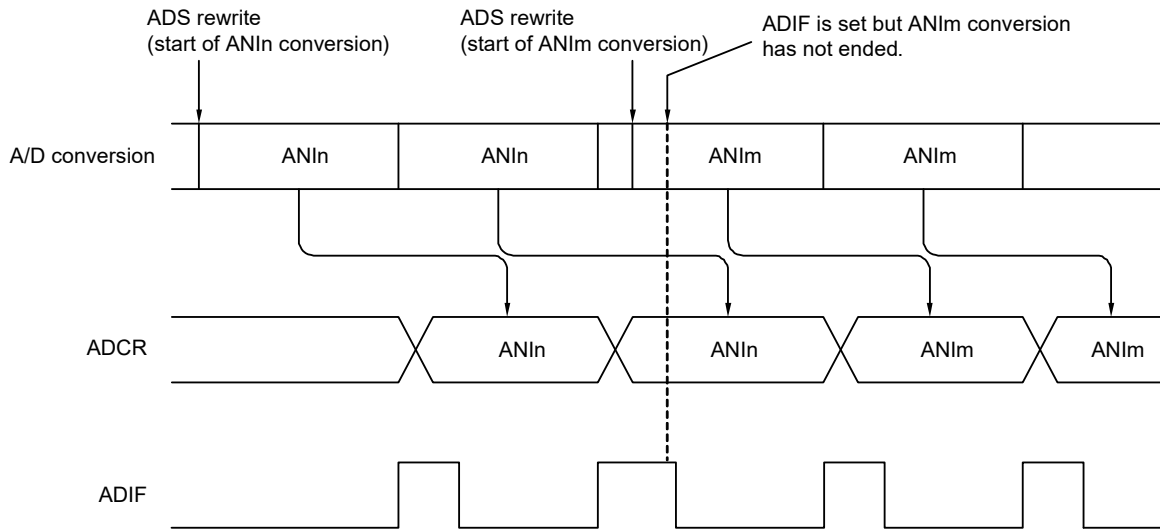 ADS rewrite
(start of ANIn conversion)
ADS rewrite
(start of ANIm conversion)
ADIF is set but ANIm conversion
has not ended.
A/D conversion
ANIn
ANIn
ANIm
ANIm
ADCR
ANIn
ANIn
ANIm
ANIm
ADIF